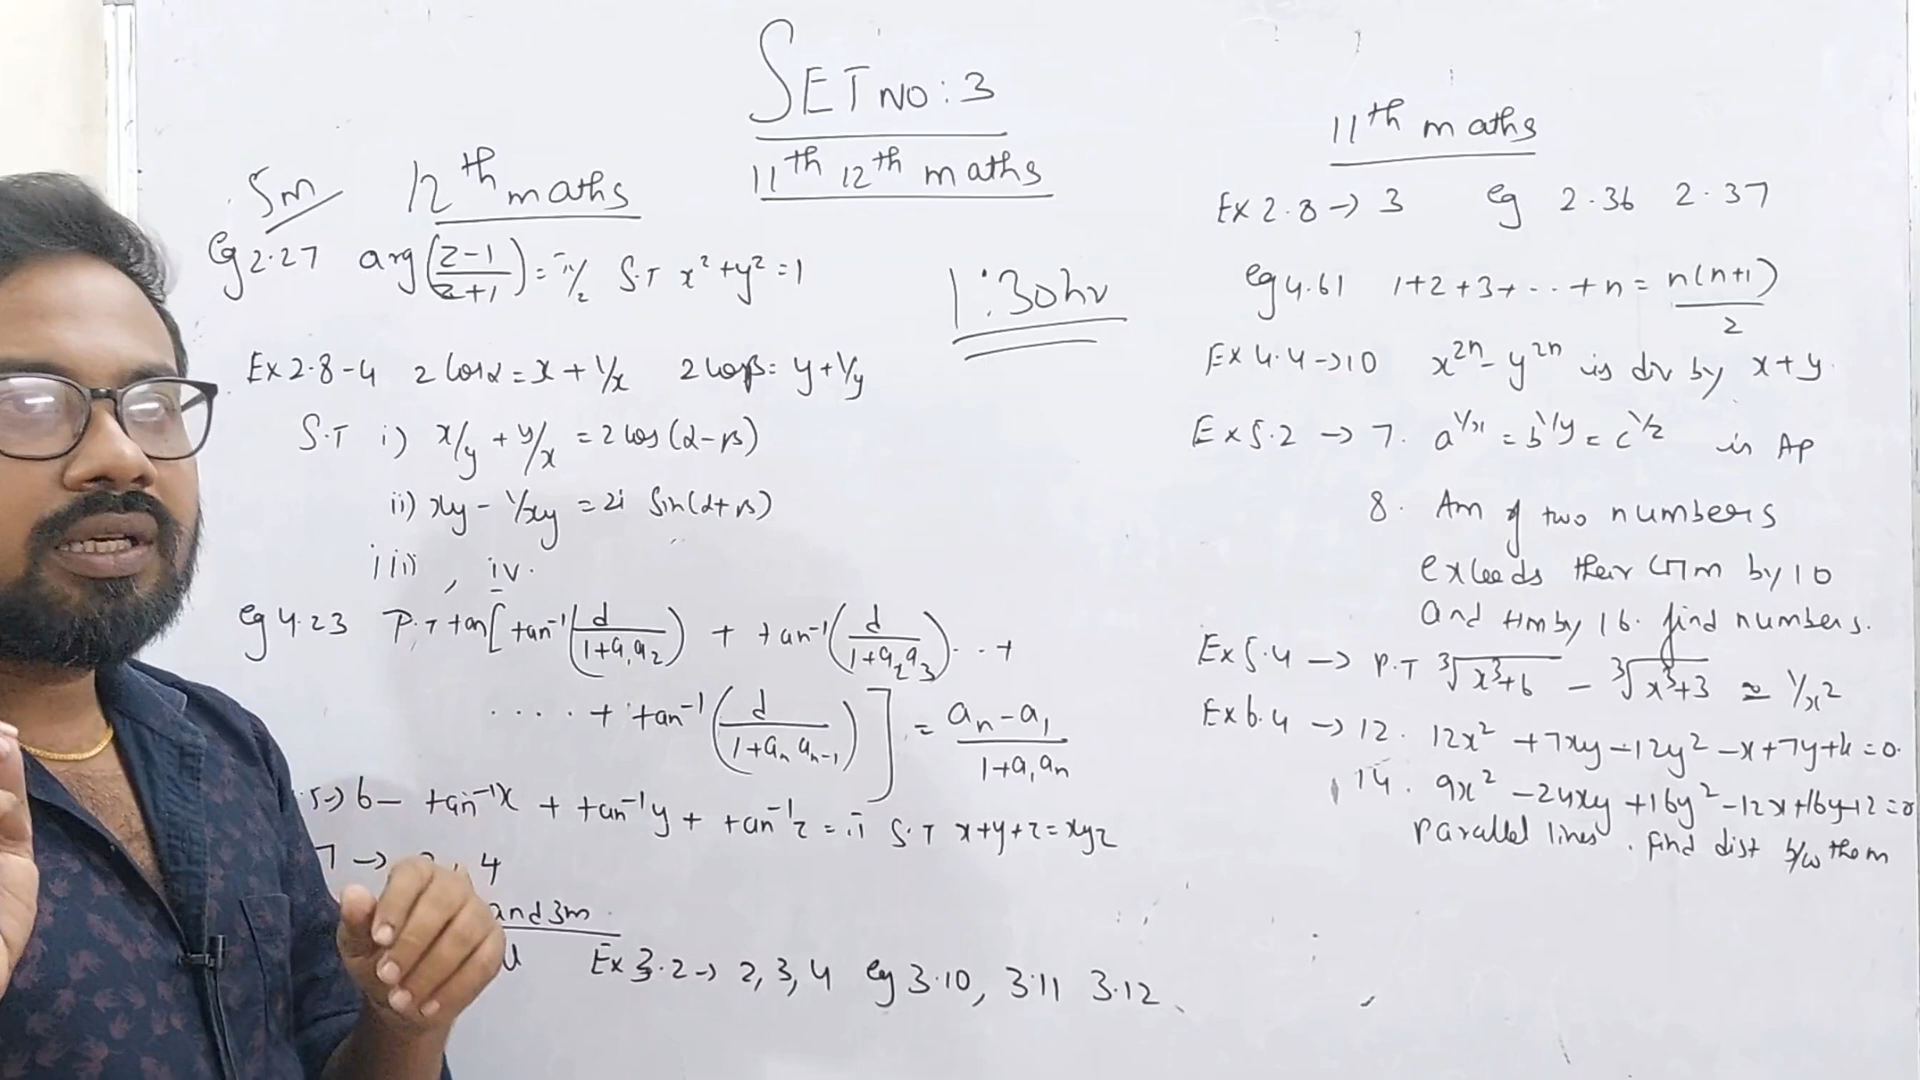 SET NO : 3
11th 12th maths
5m 12th maths
eg 2.27 arg(z-1/z+1) = π/2 S.T x² + y² = 1
1:30hr
Ex 2.8-4 2 cosα = x + 1/x 2 cosβ = y + 1/y
S.T i) x/y + y/x = 2 cos(α-β)
ii) xy - 1/xy = 2i Sin(α+β)
iii , iv.
eg 4.23 P.T tan[tan⁻¹(d/1+a₁a₂) + tan⁻¹(d/1+a₂a₃)...+
.....+ tan⁻¹(d/1+aₙaₙ₋₁)] = aₙ-a₁/1+a₁aₙ
.5→ 6- tan⁻¹x + tan⁻¹y + tan⁻¹z = π S.T x+y+z = xyz
7 → , 4
and 3m
Ex 3.2→ 2, 3, 4 eg 3.10, 3.11 3.12
11th maths
Ex 2.8 → 3 eg 2.36 2.37
eg 4.61 1+2+3+...+n = n(n+1)/2
Ex 4.4→10 x²ⁿ - y²ⁿ is div by x+y.
Ex 5.2 → 7. a^1/x = b^1/y = c^1/z is AP
8. Am of two numbers
exceeds their Gm by 10
and Hm by 16. find numbers.
Ex 5.4 → P.T ∛x³+6 - ∛x³+3 ≃ 1/x²
Ex 6.4 → 12. 12x² + 7xy - 12y² - x + 7y + k = 0.
14. 9x² - 24xy + 16y² - 12x + 16y - 12 = 0
Parallel lines. find dist b/w them